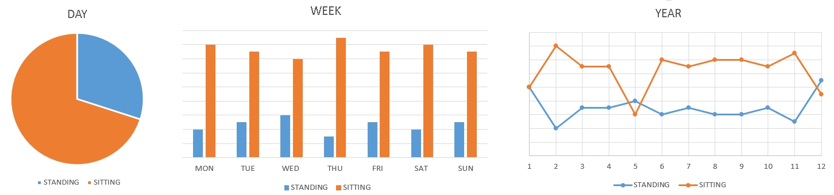 DAY
STANDING SITTING
WEEK
MON TUE WED THU FRI SAT SUN
STANDING SITTING
YEAR
1 2 3 4 5 6 7 8 9 10 11 12
STANDING SITTING